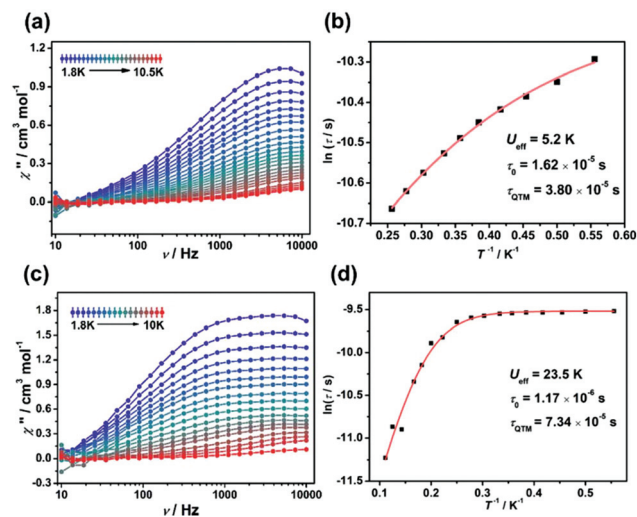 (a)
1.2
0.9
0.6
0.3
0.0
χ'' / cm³ mol⁻¹
1.8K
10.5K
10
100
1000
10000
ν / Hz
(b)
-10.3
-10.4
-10.5
-10.6
-10.7
ln (τ / s)
U_eff = 5.2 K
τ₀ = 1.62 × 10⁻⁵ s
τ_QTM = 3.80 × 10⁻⁵ s
0.25 0.30 0.35 0.40 0.45 0.50 0.55 0.60
T⁻¹ / K⁻¹
(c)
1.8
1.5
1.2
0.9
0.6
0.3
0.0
-0.3
χ'' / cm³ mol⁻¹
1.8K
10K
10
100
1000
10000
ν / Hz
(d)
-9.5
-10.0
-10.5
-11.0
-11.5
ln(τ / s)
U_eff = 23.5 K
τ₀ = 1.17 × 10⁻⁶ s
τ_QTM = 7.34 × 10⁻⁵ s
0.1 0.2 0.3 0.4 0.5
T⁻¹ / K⁻¹